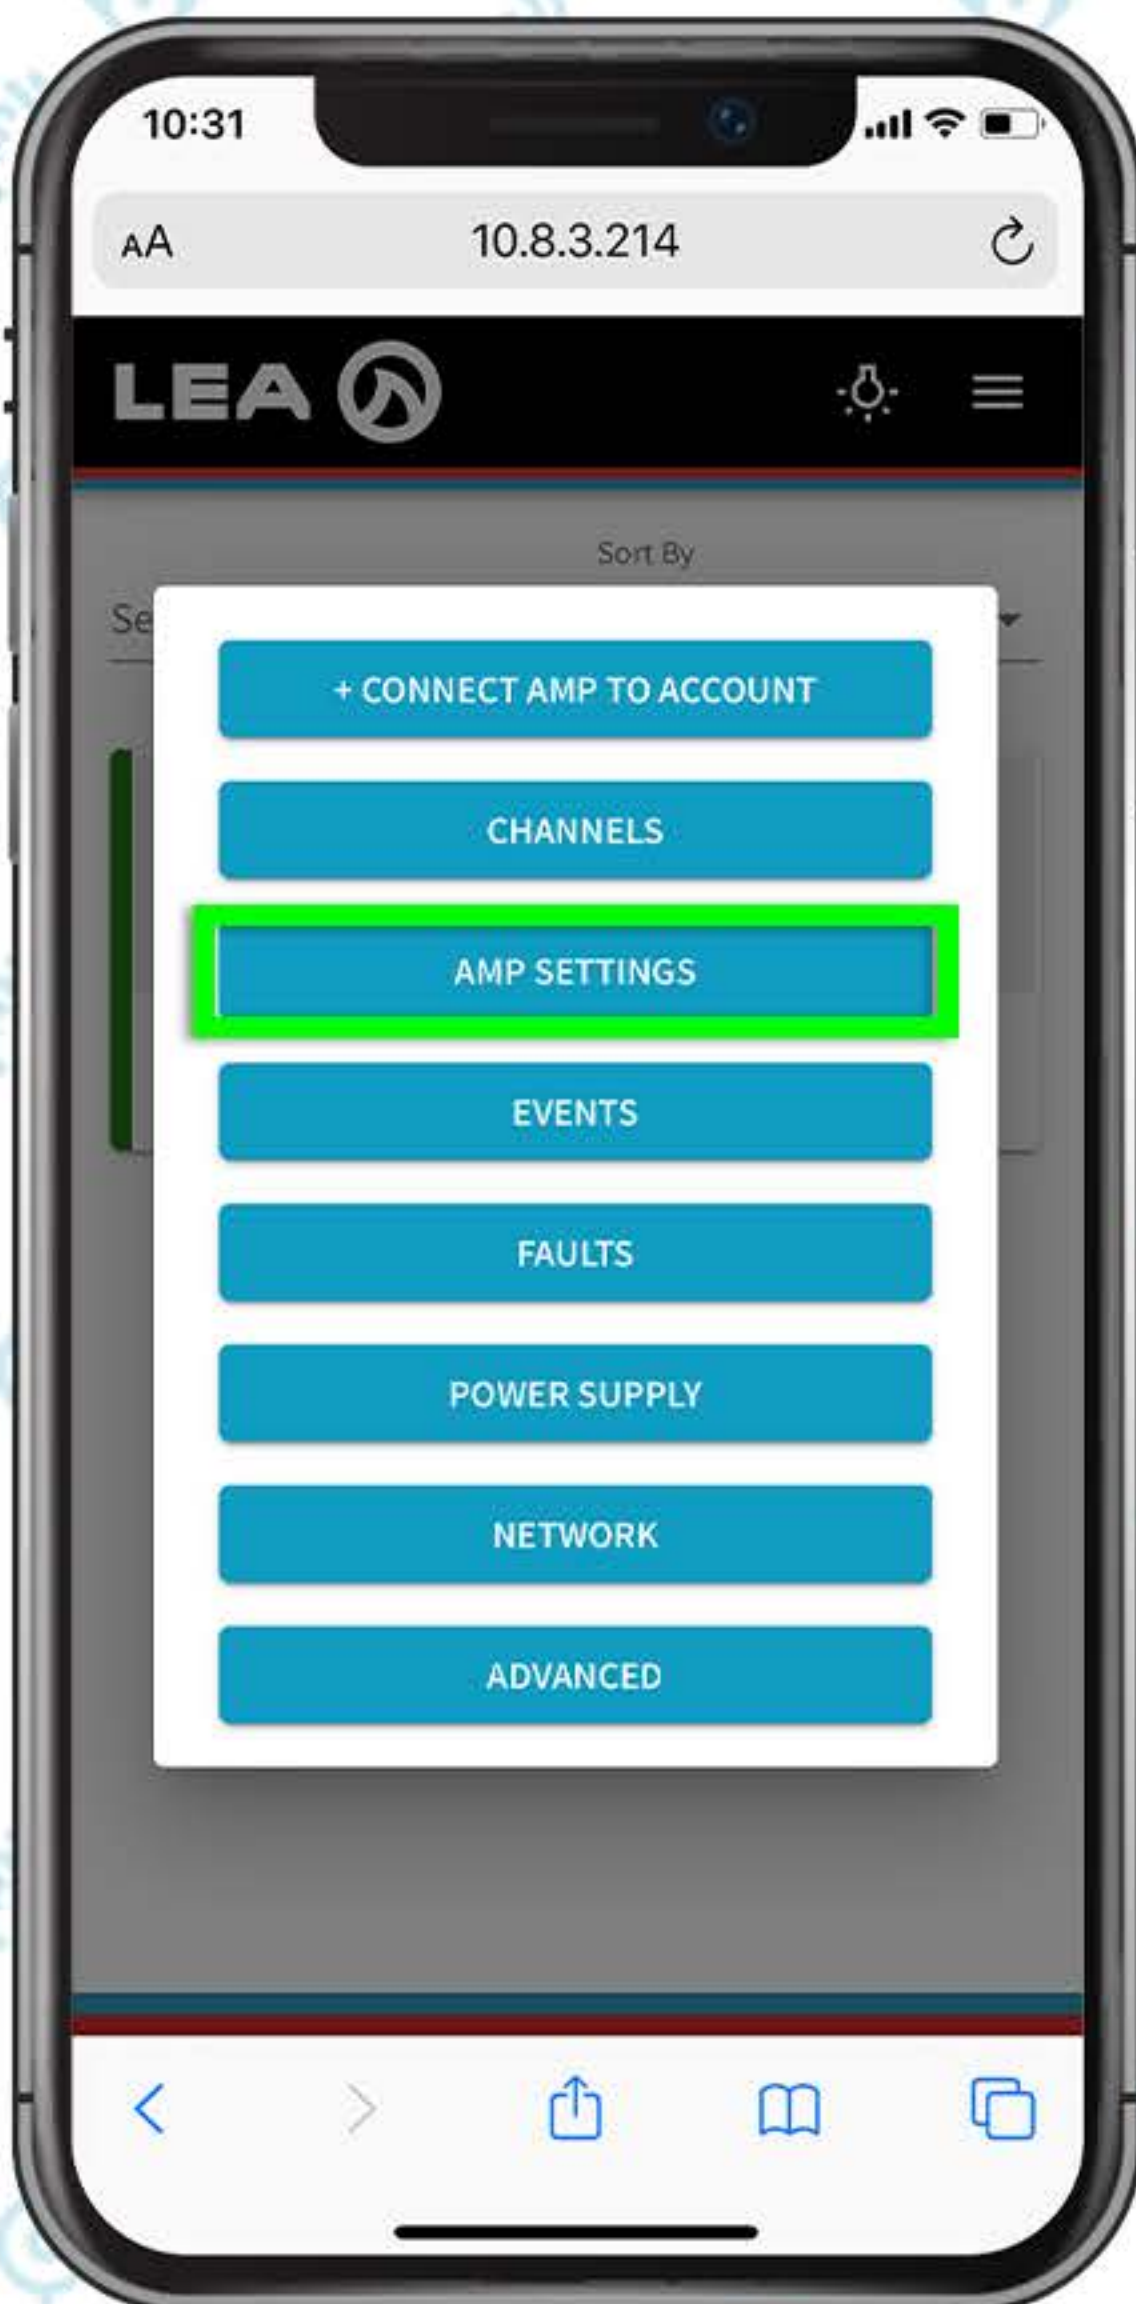 10:31
AA
10.8.3.214
LEA
Sort By
Se
+ CONNECT AMP TO ACCOUNT
CHANNELS
AMP SETTINGS
EVENTS
FAULTS
POWER SUPPLY
NETWORK
ADVANCED